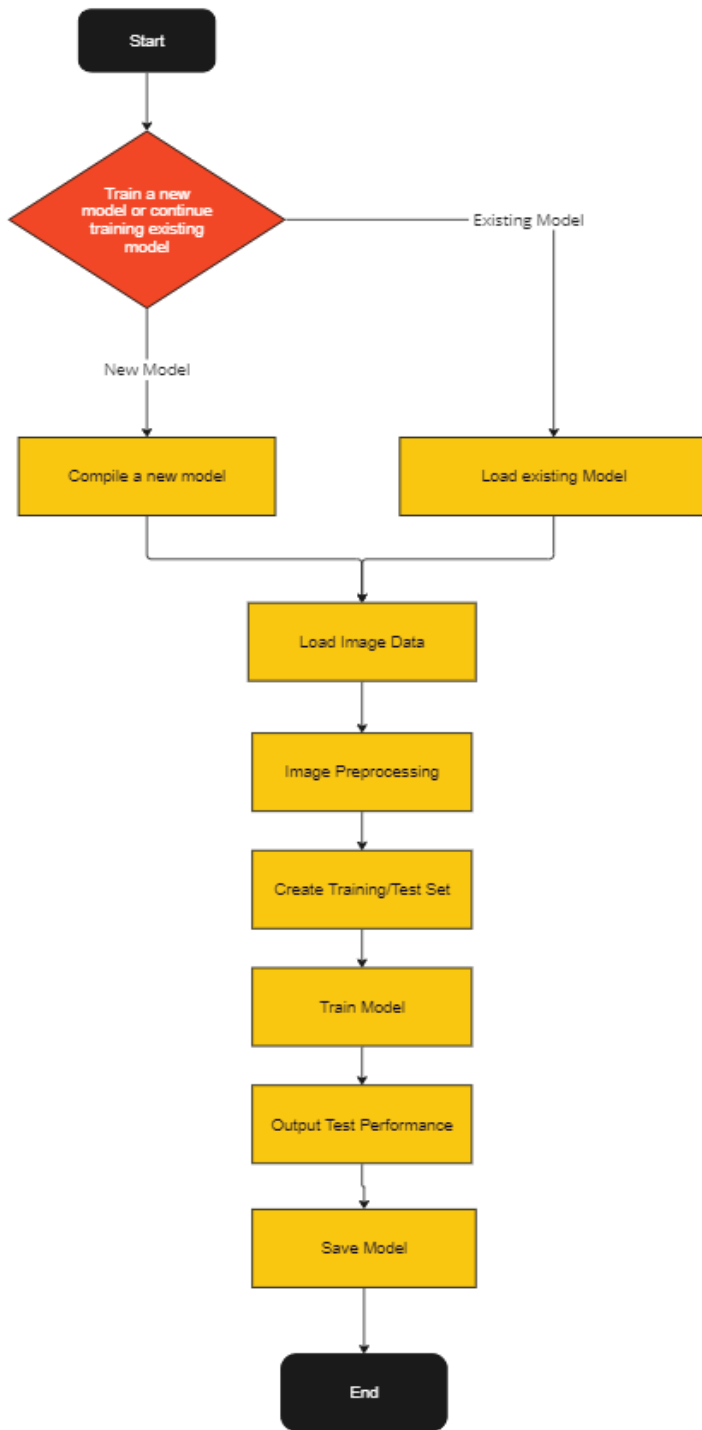 Start
Train a new
model or continue
training existing
model
Existing Model
New Model
Compile a new model
Load existing Model
Load Image Data
Image Preprocessing
Create Training/Test Set
Train Model
Output Test Performance
Save Model
End